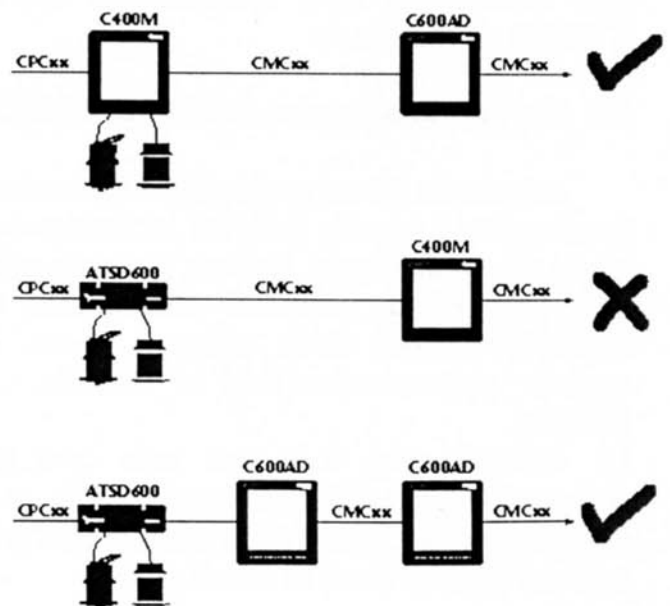 C400M C600AD
CPCxx CMCxx CMCxx
C400M
ATSD600
CPCxx CMCxx CMCxx
C600AD C600AD
ATSD600
CPCxx CMCxx CMCxx